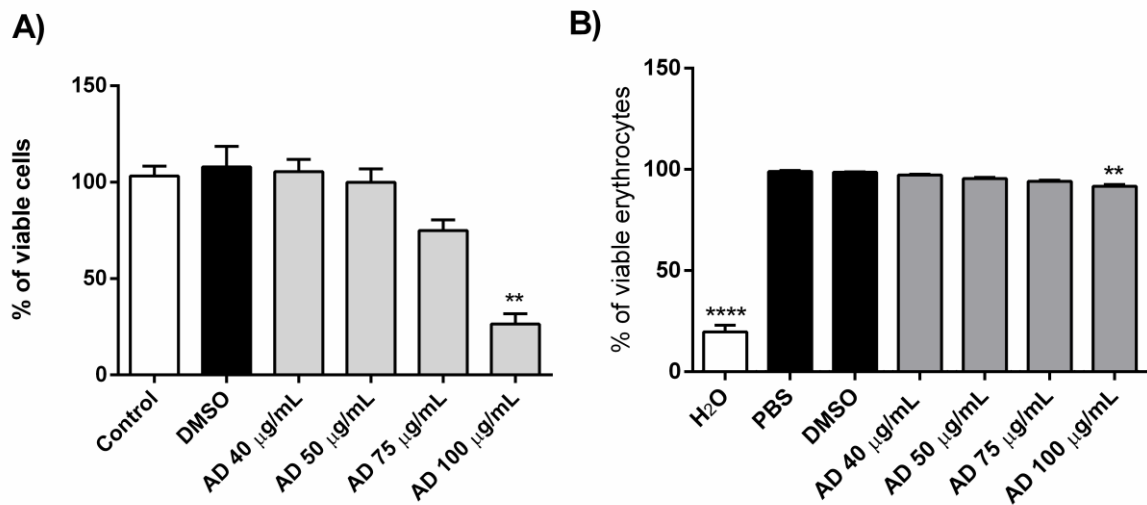 A)
% of viable cells
150
100
50
0
**
Control
DMSO
AD 40 μg/mL
AD 50 μg/mL
AD 75 μg/mL
AD 100 μg/mL
B)
% of viable erythrocytes
150
100
50
0
****
**
H₂O
PBS
DMSO
AD 40 μg/mL
AD 50 μg/mL
AD 75 μg/mL
AD 100 μg/mL